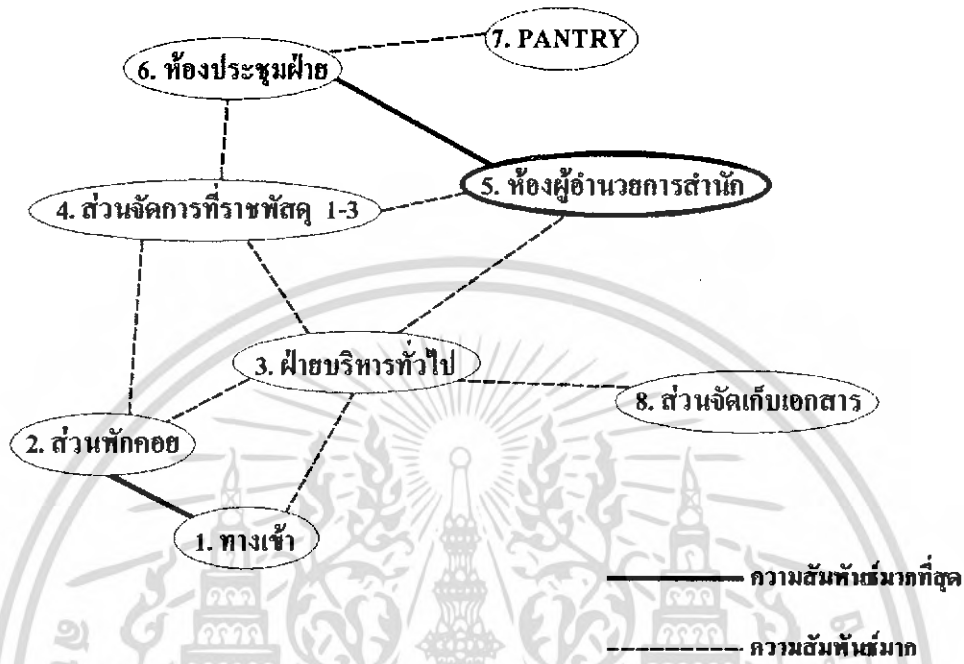 7. PANTRY
6. ห้องประชุมฝ่าย
5. ห้องผู้อำนวยการสำนัก
4. ส่วนจัดการที่ราชพัสดุ 1-3
3. ฝ่ายบริหารทั่วไป
8. ส่วนจัดเก็บเอกสาร
2. ส่วนพักคอย
1. ทางเข้า
ความสัมพันธ์มากที่สุด
ความสัมพันธ์มาก